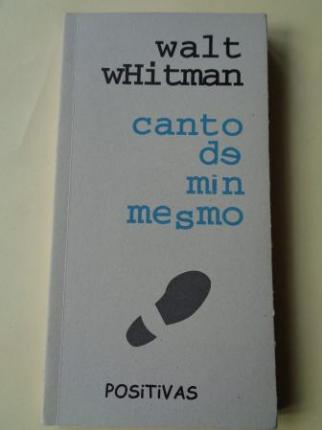 walt
wHitman
canto
de
min
mesmo
POSiTiVAS